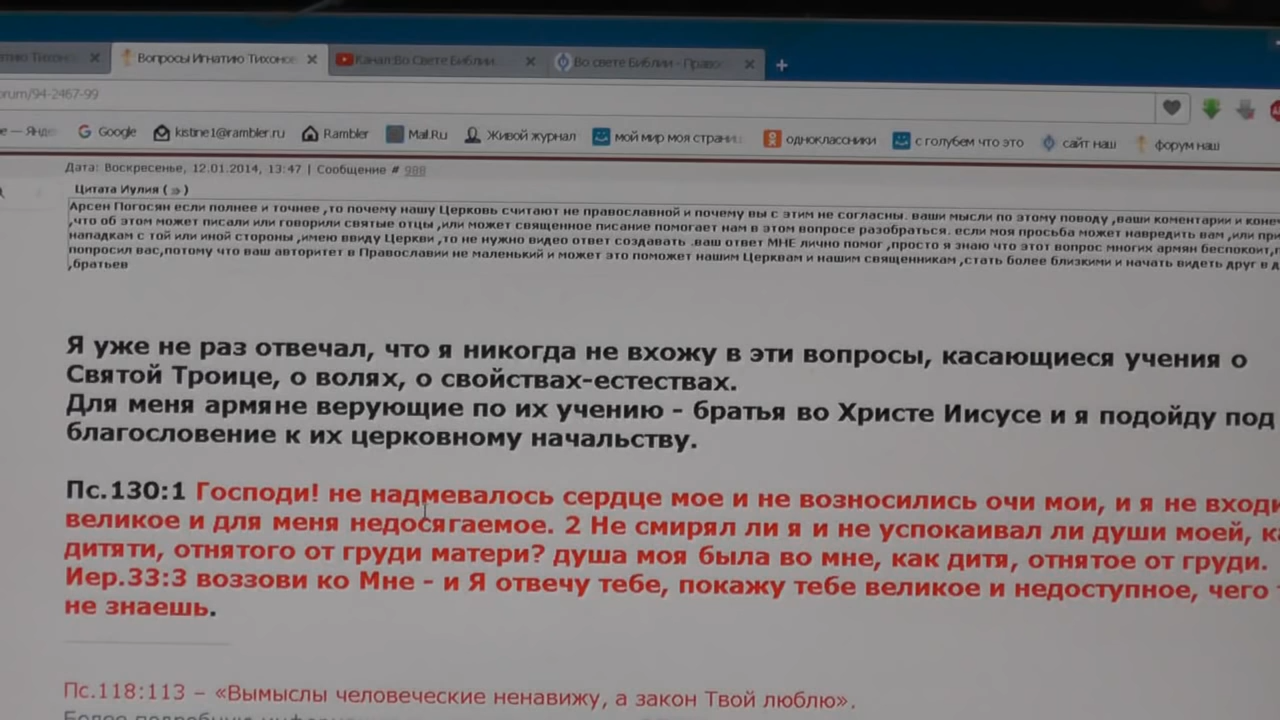 Вопросы Игнатию Тихонов
Канал:Во Свете Библии
Во свете Библии - Право
orum/94-2467-99
Google kistine1@rambler.ru Rambler Mail.Ru Живой журнал мой мир моя страни одноклассники с голубем что это сайт наш форум наш
Дата: Воскресенье, 12.01.2014, 13:47 | Сообщение # 988
Цитата Иулия ( )
Арсен Погосян если полнее и точнее ,то почему нашу Церковь считают не православной и почему вы с этим не согласны. ваши мысли по этому поводу ,ваши коментарии и коне
,что об этом может писали или говорили святые отцы ,или может священное писание помогает нам в этом вопросе разобраться. если моя просьба может навредить вам ,или при
нападкам с той или иной стороны ,имею ввиду Церкви ,то не нужно видео ответ создавать .ваш ответ МНЕ лично помог ,просто я знаю что этот вопрос многих армян беспокоит,
попросил вас,потому что ваш авторитет в Православии не маленький и может это поможет нашим Церквам и нашим священникам ,стать более близкими и начать видеть друг в д
,братьев
Я уже не раз отвечал, что я никогда не вхожу в эти вопросы, касающиеся учения о
Святой Троице, о волях, о свойствах-естествах.
Для меня армяне верующие по их учению - братья во Христе Иисусе и я подойду под
благословение к их церковному начальству.
Пс.130:1 Господи! не надмевалось сердце мое и не возносились очи мои, и я не входи
великое и для меня недосягаемое. 2 Не смирял ли я и не успокаивал ли души моей, к
дитяти, отнятого от груди матери? душа моя была во мне, как дитя, отнятое от груди.
Иер.33:3 воззови ко Мне - и Я отвечу тебе, покажу тебе великое и недоступное, чего
не знаешь.
Пс.118:113 – «Вымыслы человеческие ненавижу, а закон Твой люблю».